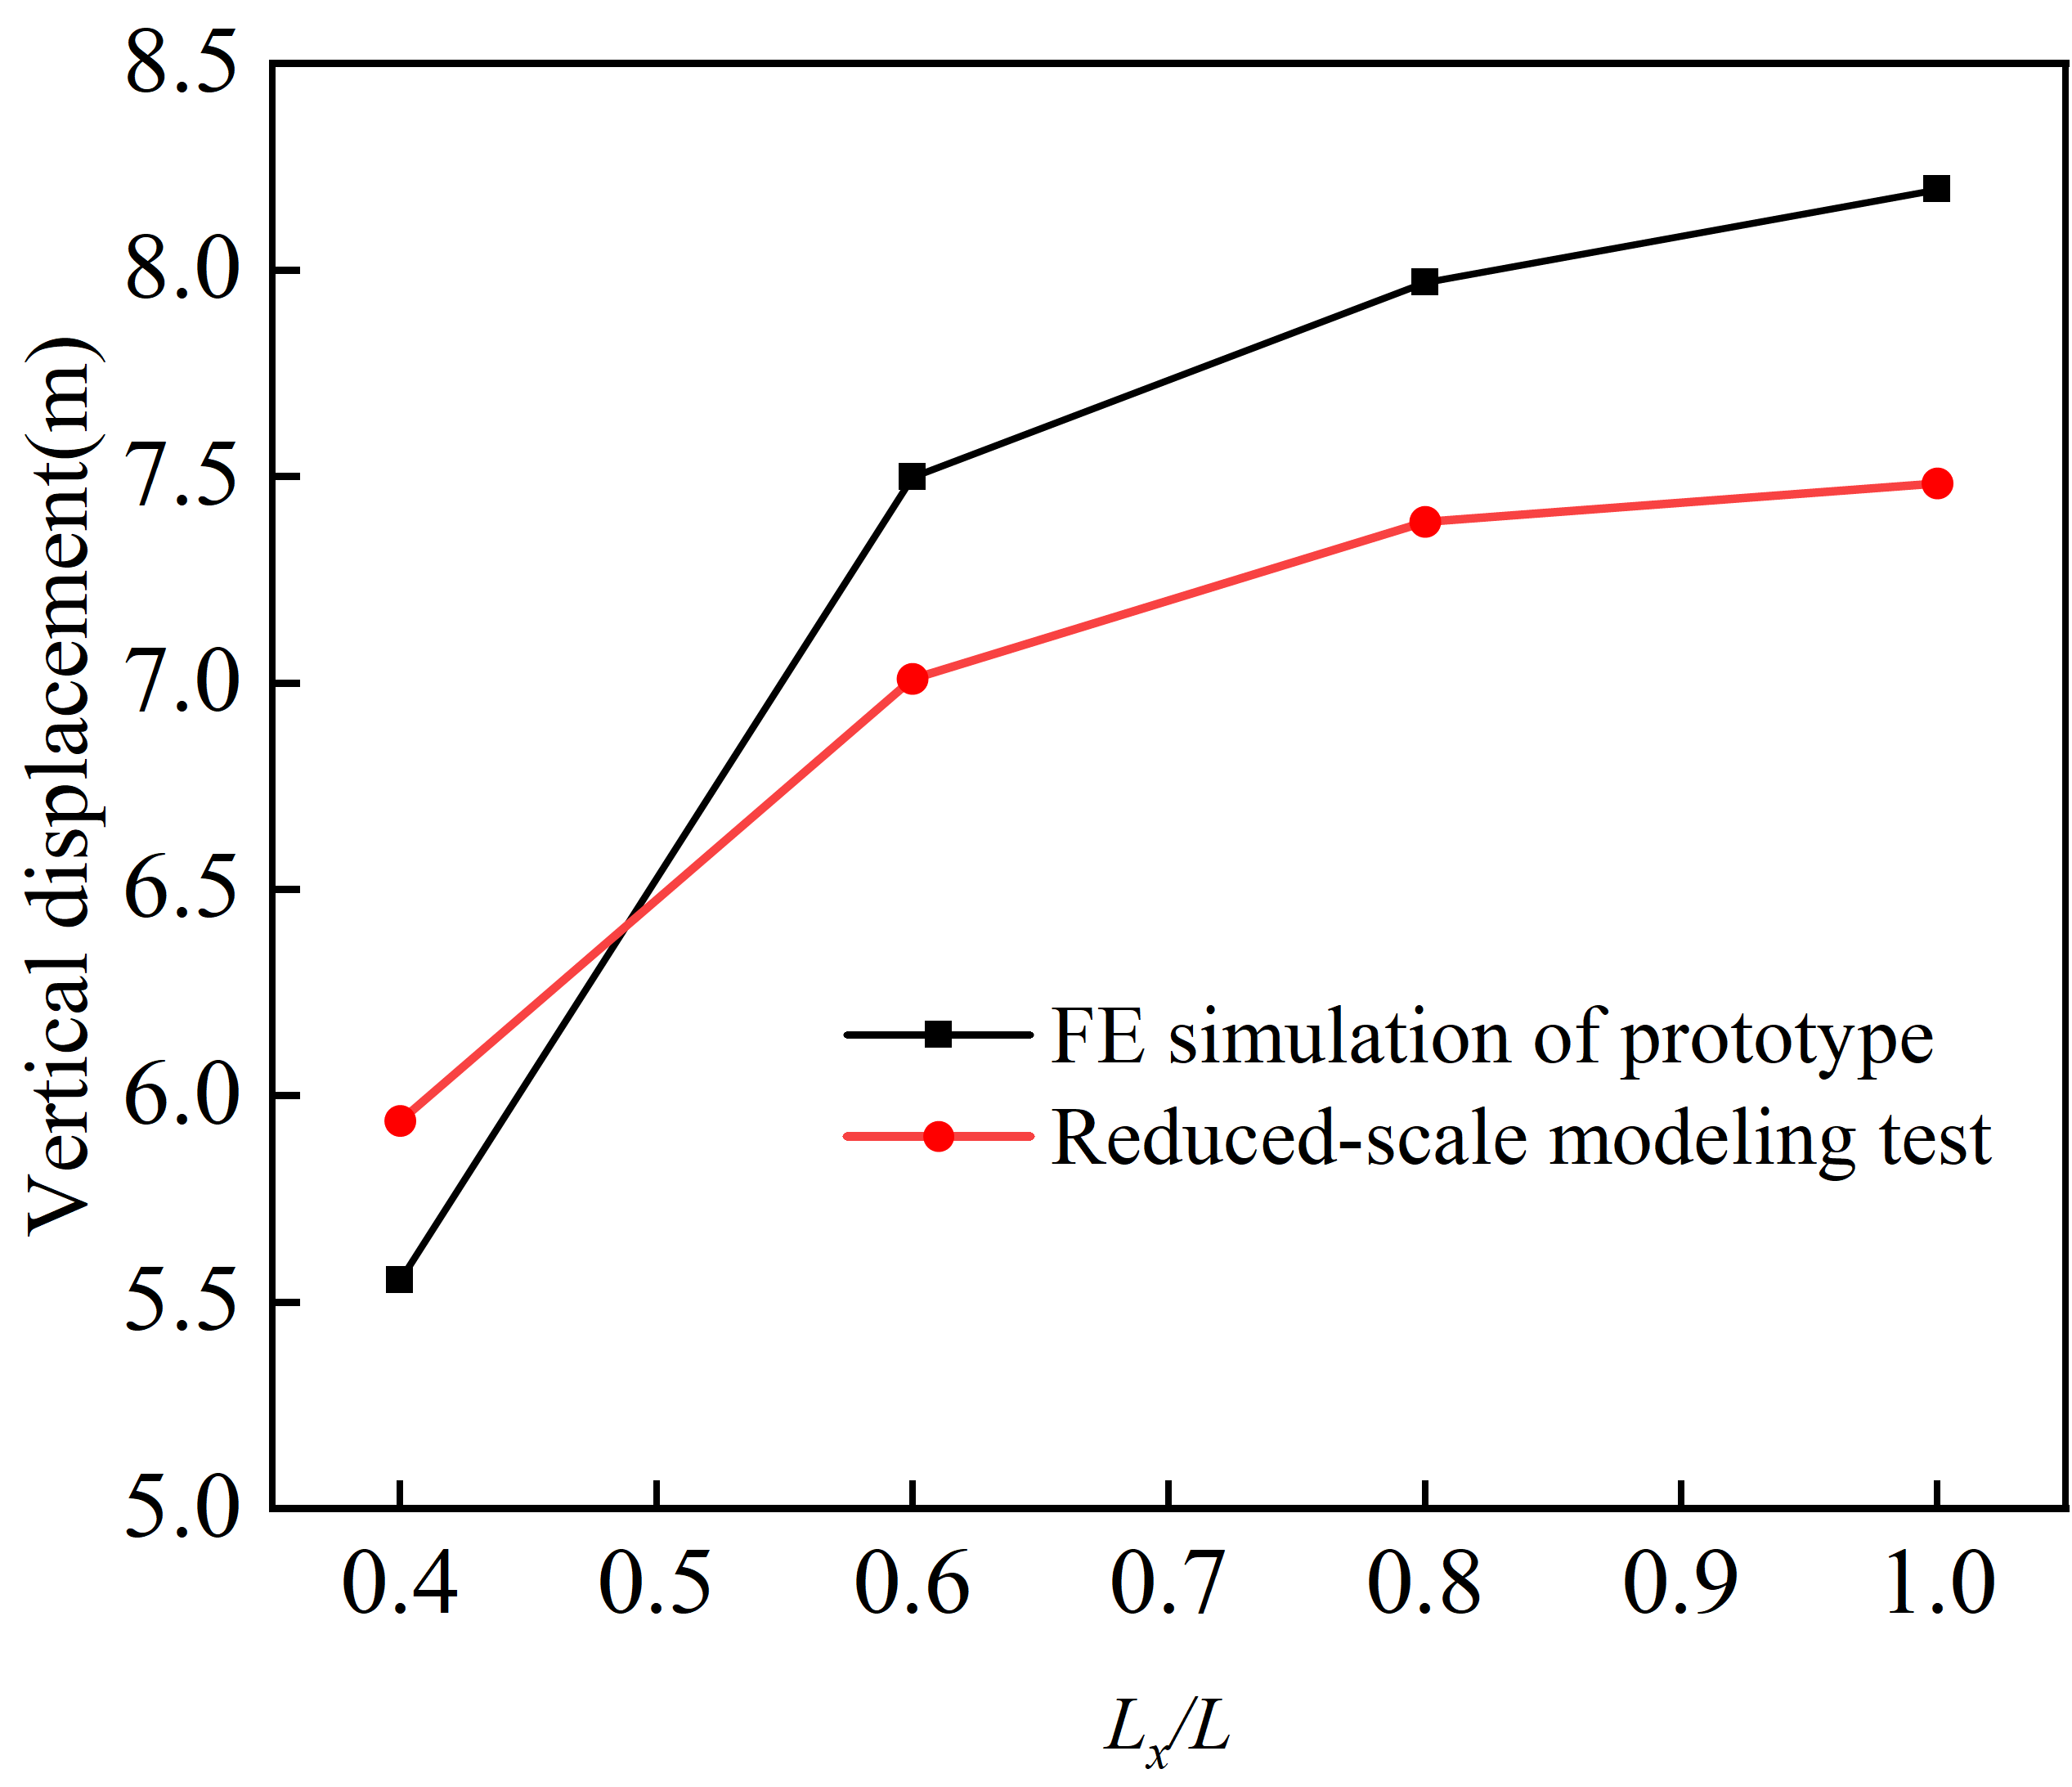 8.5
8.0
7.5
7.0
6.5
6.0
5.5
5.0
Vertical displacement(m)
FE simulation of prototype
Reduced-scale modeling test
0.4 0.5 0.6 0.7 0.8 0.9 1.0
Lx/L